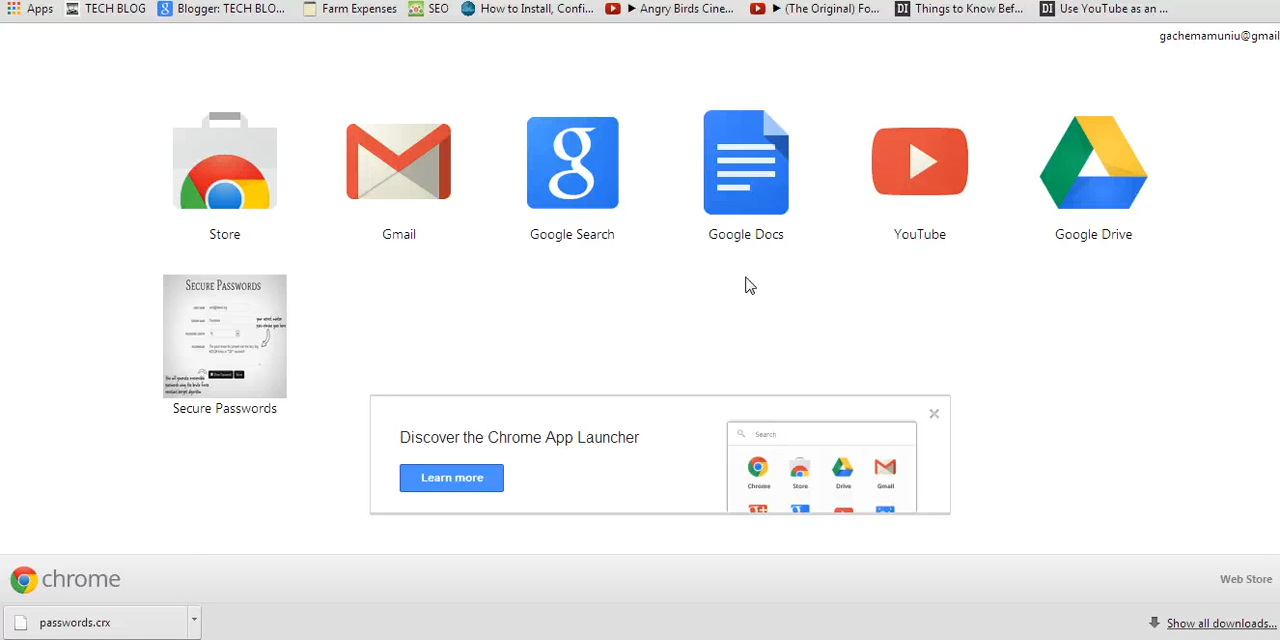 Apps TECH BLOG Blogger: TECH BLO... Farm Expenses SEO How to Install, Confi... ► Angry Birds Cine... ► (The Original) Fo... DI Things to Know Bef... DI Use YouTube as an ...
gachemamuniu@gmail
Store Gmail Google Search Google Docs YouTube Google Drive
SECURE PASSWORDS
Secure Passwords
Discover the Chrome App Launcher
Learn more
Search
Chrome Store Drive Gmail
chrome
Web Store
passwords.crx
Show all downloads...